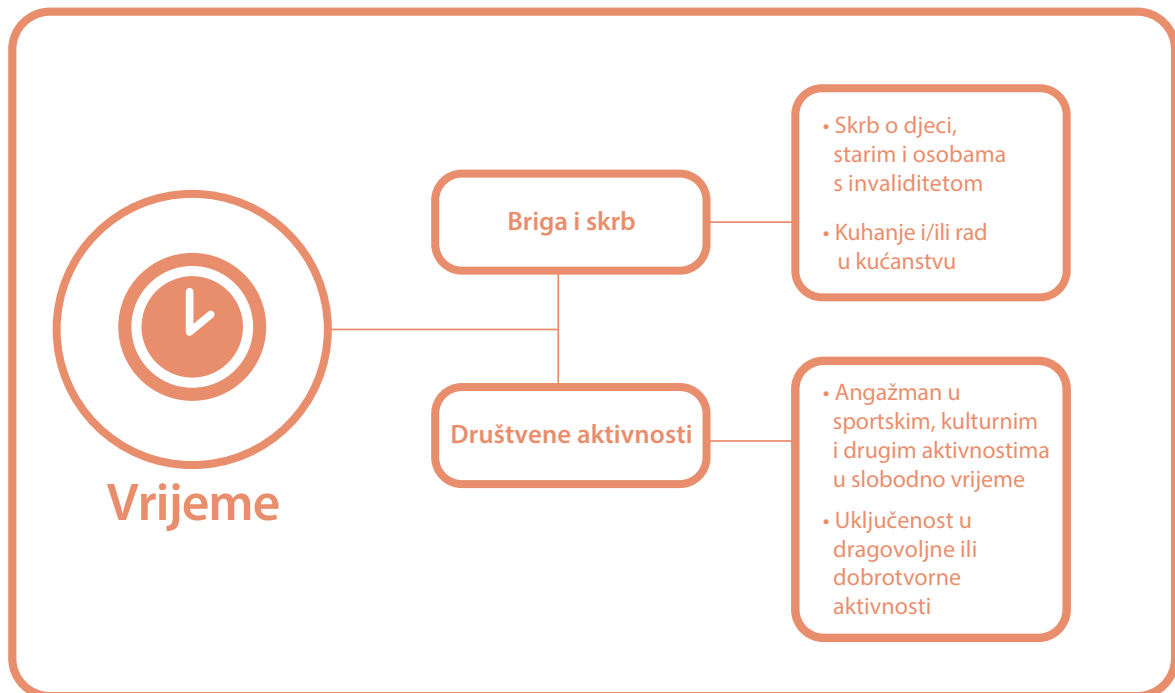 Vrijeme
Briga i skrb
• Skrb o djeci,
starim i osobama
s invaliditetom
• Kuhanje i/ili rad
u kućanstvu
Društvene aktivnosti
• Angažman u
sportskim, kulturnim
i drugim aktivnostima
u slobodno vrijeme
• Uključenost u
dragovoljne ili
dobrotvorne
aktivnosti